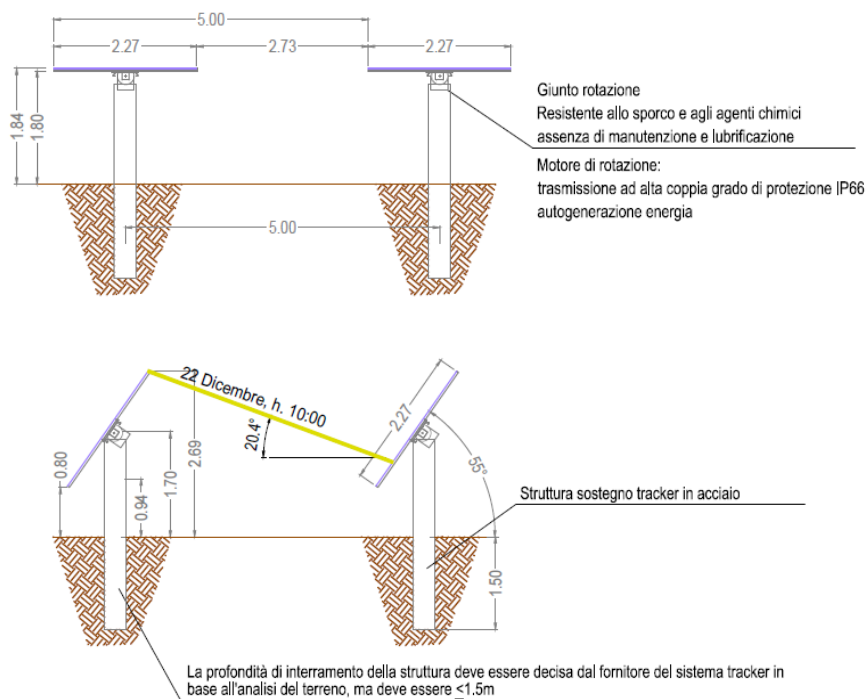 5.00
2.27
2.73
2.27
1.84
1.80
Giunto rotazione
Resistente allo sporco e agli agenti chimici
assenza di manutenzione e lubrificazione
Motore di rotazione:
trasmissione ad alta coppia grado di protezione IP66
autogenerazione energia
5.00
22 Dicembre, h. 10:00
20.4°
2.27
55°
0.80
0.94
1.70
2.69
Struttura sostegno tracker in acciaio
1.50
La profondità di interramento della struttura deve essere decisa dal fornitore del sistema tracker in
base all'analisi del terreno, ma deve essere ≤1.5m